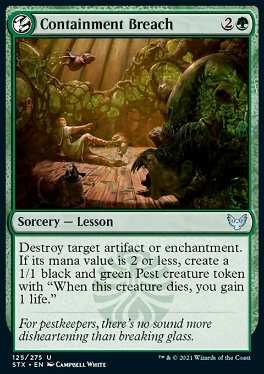 Containment Breach 2
Sorcery — Lesson
Destroy target artifact or enchantment.
If its mana value is 2 or less, create a
1/1 black and green Pest creature token
with “When this creature dies, you gain
1 life.”
For pestkeepers, there’s no sound more
disheartening than breaking glass.
125/275 U
STX • EN CAMPBELL WHITE
™ & © 2021 Wizards of the Coast